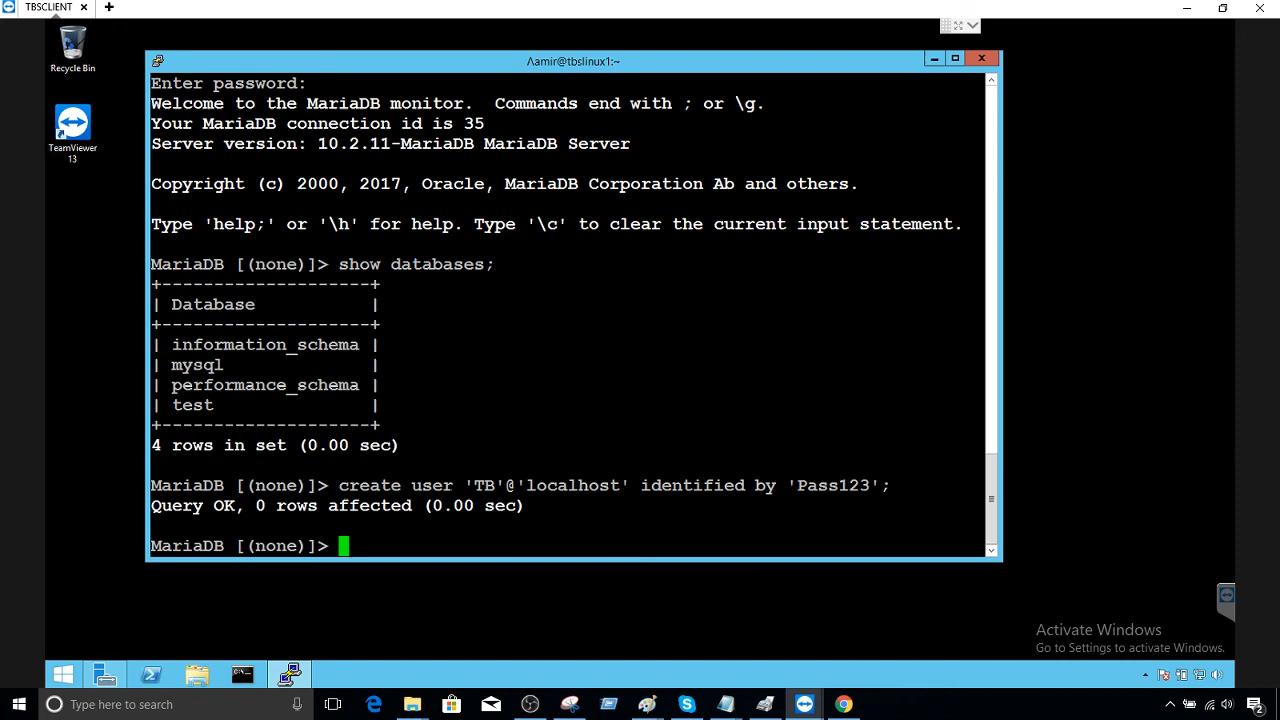 TBSCLIENT
Recycle Bin
TeamViewer
13
/\amir@tbslinux1:~
Enter password:
Welcome to the MariaDB monitor.  Commands end with ; or \g.
Your MariaDB connection id is 35
Server version: 10.2.11-MariaDB MariaDB Server
Copyright (c) 2000, 2017, Oracle, MariaDB Corporation Ab and others.
Type 'help;' or '\h' for help. Type '\c' to clear the current input statement.
MariaDB [(none)]> show databases;
+--------------------+
| Database           |
+--------------------+
| information_schema |
| mysql              |
| performance_schema |
| test               |
+--------------------+
4 rows in set (0.00 sec)
MariaDB [(none)]> create user 'TB'@'localhost' identified by 'Pass123';
Query OK, 0 rows affected (0.00 sec)
MariaDB [(none)]>
Activate Windows
Go to Settings to activate Windows.
Type here to search
2